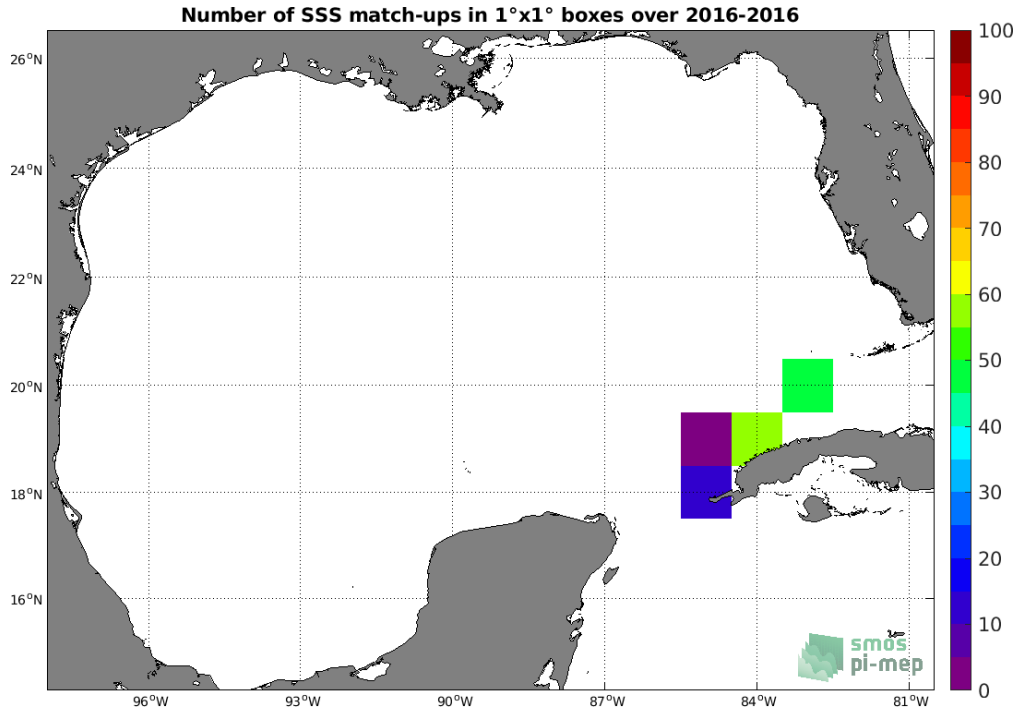 Number of SSS match-ups in 1°x1° boxes over 2016-2016
26°N
24°N
22°N
20°N
18°N
16°N
96°W
93°W
90°W
87°W
84°W
81°W
100
90
80
70
60
50
40
30
20
10
0
smos
pi-mep